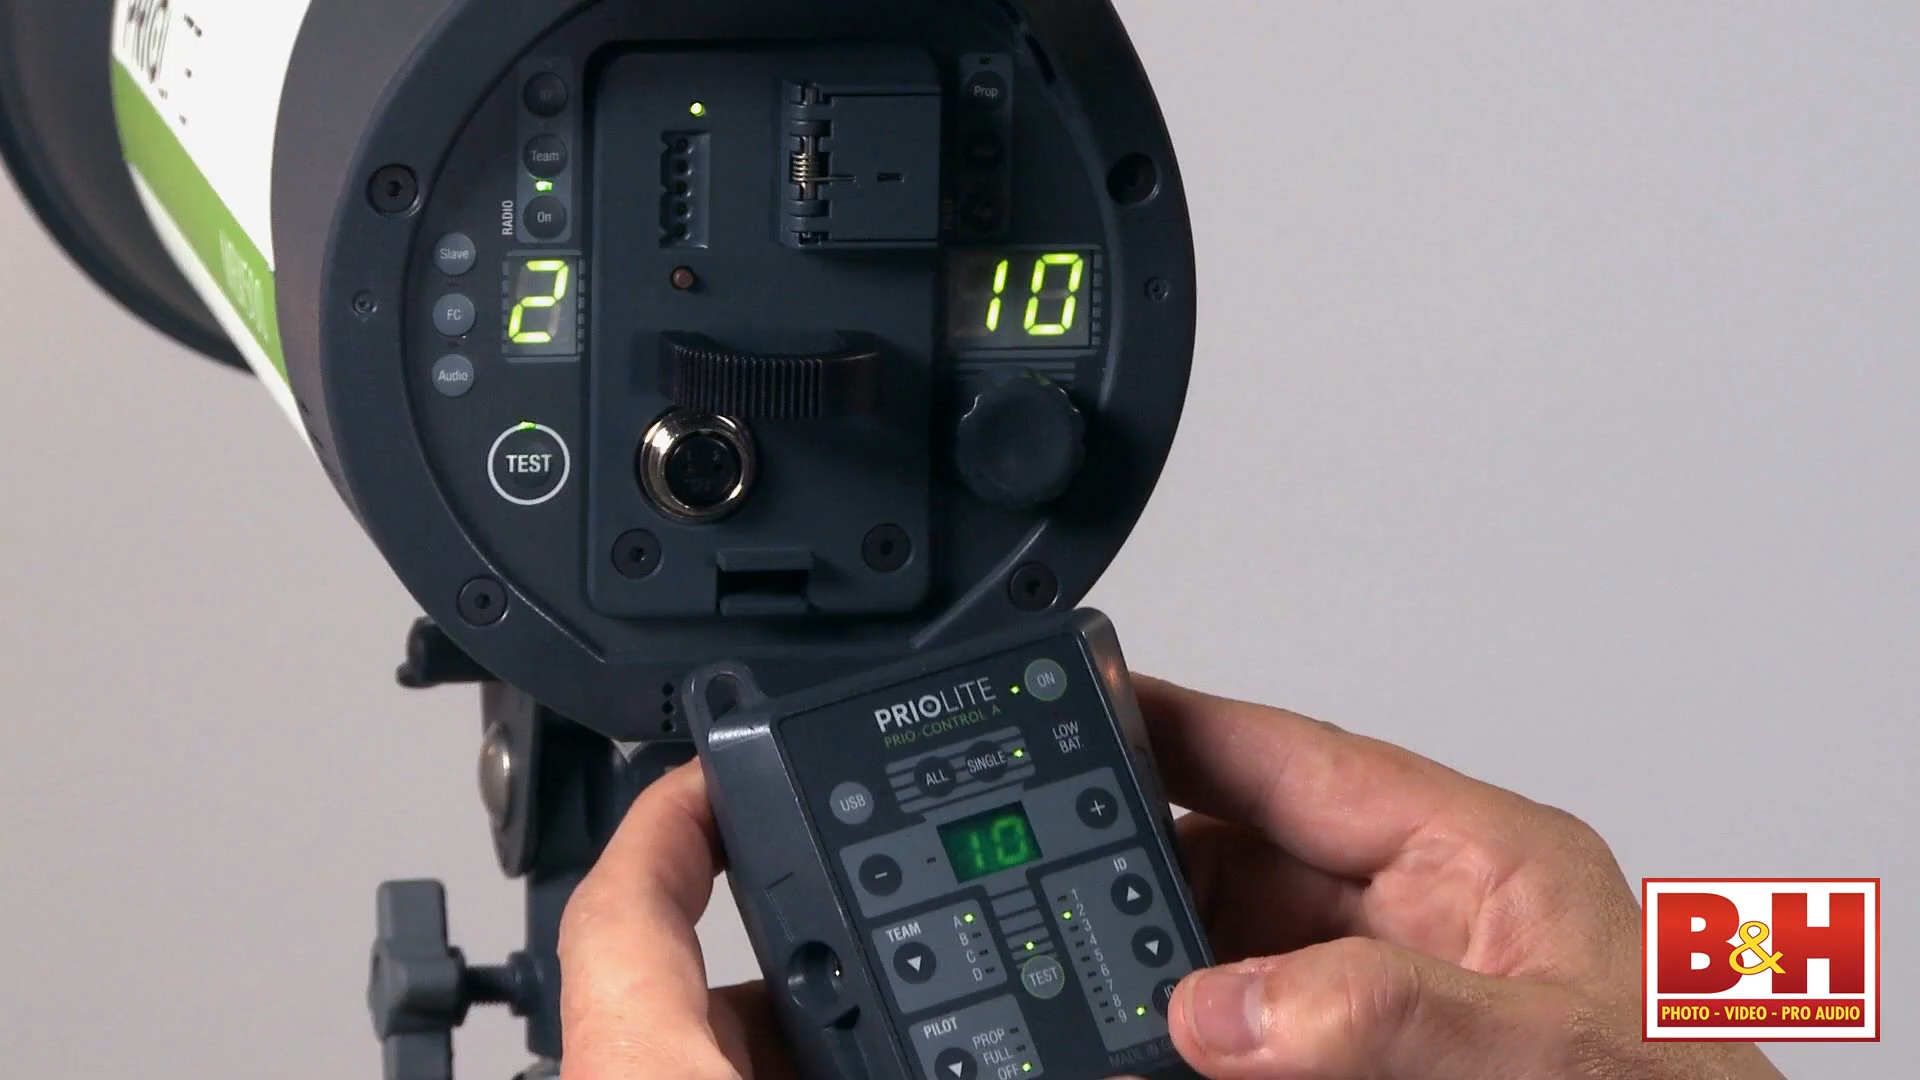 Team
RADIO
On
Prop
Slave
FC
Audio
2
10
TEST
PRIOLITE
PRIO-CONTROL A
ON
LOW
BAT.
ALL
SINGLE
USB
+
10
-
ID
TEAM
A
B
C
D
1
2
3
4
5
6
7
8
9
TEST
PILOT
PROP
FULL
OFF
MADE IN
B&H
PHOTO - VIDEO - PRO AUDIO